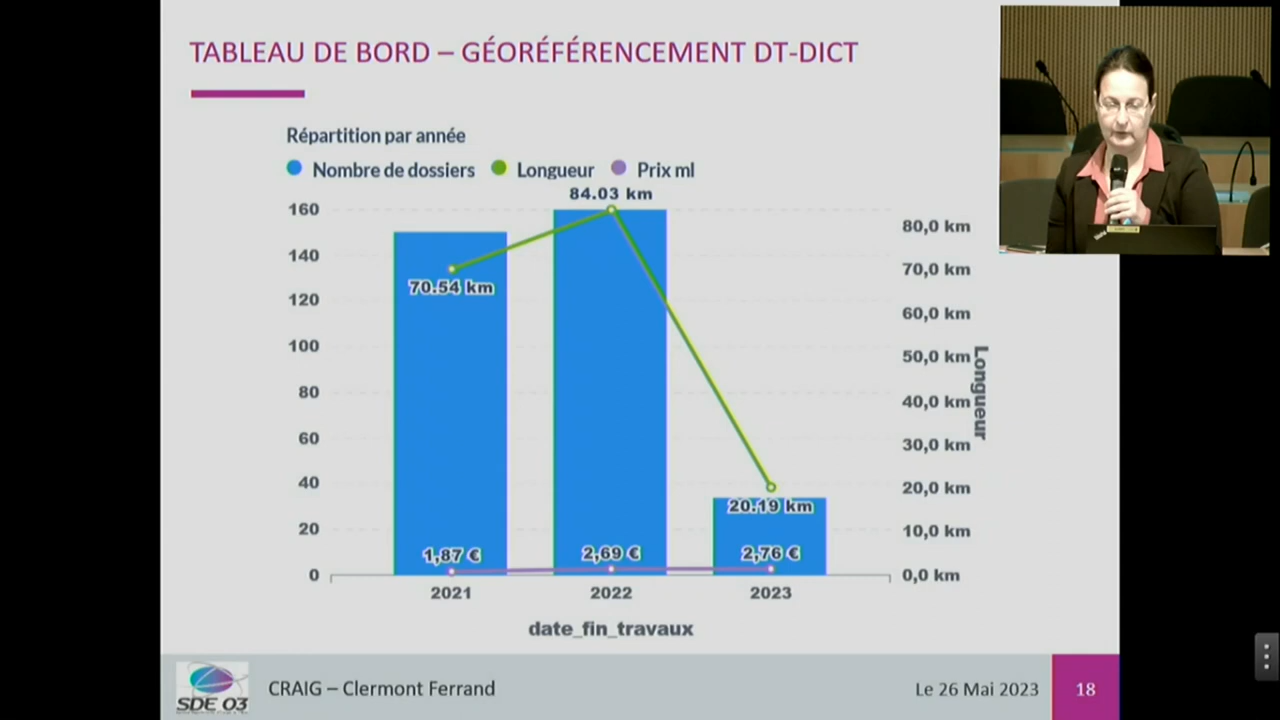 TABLEAU DE BORD – GÉORÉFÉRENCEMENT DT-DICT
Répartition par année
Nombre de dossiers Longueur Prix ml
84.03 km
160
140
120
100
80
60
40
20
0
70.54 km
20.19 km
1,87 €
2,69 €
2,76 €
80,0 km
70,0 km
60,0 km
50,0 km
40,0 km
30,0 km
20,0 km
10,0 km
0,0 km
Longueur
2021 2022 2023
date_fin_travaux
SDE 03
CRAIG – Clermont Ferrand
Le 26 Mai 2023
18